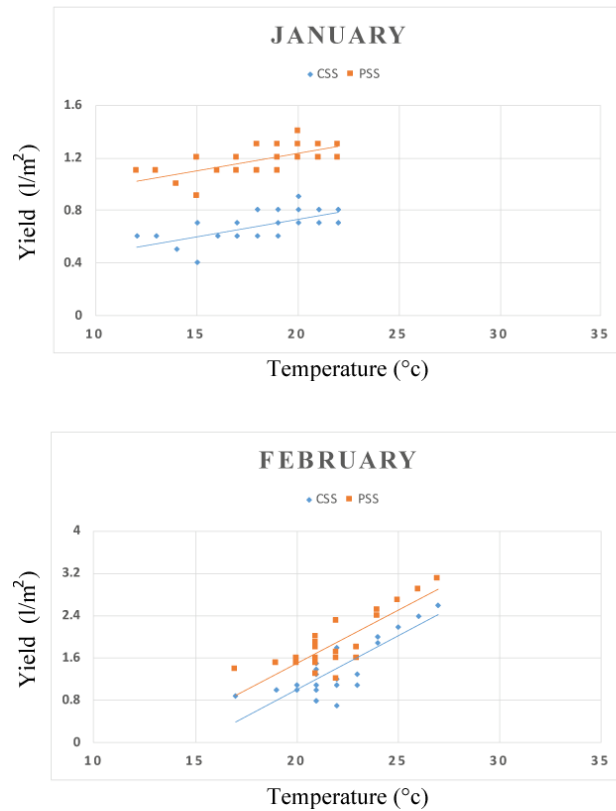 JANUARY
CSS PSS
1.6
1.2
0.8
0.4
0
10 15 20 25 30 35
Yield (l/m²)
Temperature (°c)
FEBRUARY
CSS PSS
4
3.2
2.4
1.6
0.8
0
10 15 20 25 30 35
Yield (l/m²)
Temperature (°c)